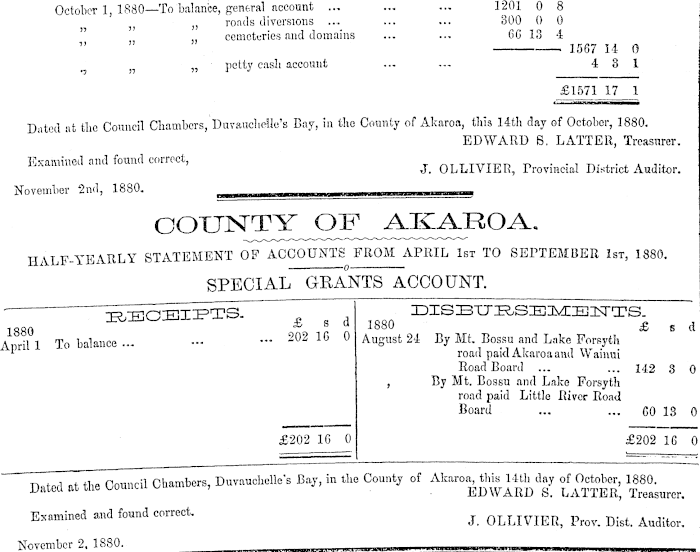 October 1, 1880—To balance, general account ... ... 1201 0 8
„ „ „ roads diversions ... ... 300 0 0
„ „ „ cemeteries and domains ... ... 66 13 4
1567 14 0
„ „ „ petty cash account ... ... 4 3 1
£1571 17 1
Dated at the Council Chambers, Duvauchelle's Bay, in the County of Akaroa, this 14th day of October, 1880.
EDWARD S. LATTER, Treasurer.
Examined and found correct,
J. OLLIVIER, Provincial District Auditor.
November 2nd, 1880.
COUNTY OF AKAROA.
HALF-YEARLY STATEMENT OF ACCOUNTS FROM APRIL 1ST TO SEPTEMBER 1ST, 1880.
SPECIAL GRANTS ACCOUNT.
RECEIPTS.
£ s d
1880
April 1 To balance ... ... ... 202 16 0
£202 16 0
DISBURSEMENTS.
£ s d
1880
August 24 By Mt. Bossu and Lake Forsyth
road paid Akaroa and Wainui
Road Board ... ... 142 3 0
, By Mt. Bossu and Lake Forsyth
road paid Little River Road
Board ... ... 60 13 0
£202 16 0
Dated at the Council Chambers, Duvauchelle's Bay, in the County of Akaroa, this 14th day of October, 1880.
EDWARD S. LATTER, Treasurer.
Examined and found correct.
J. OLLIVIER, Prov. Dist. Auditor.
November 2, 1880.